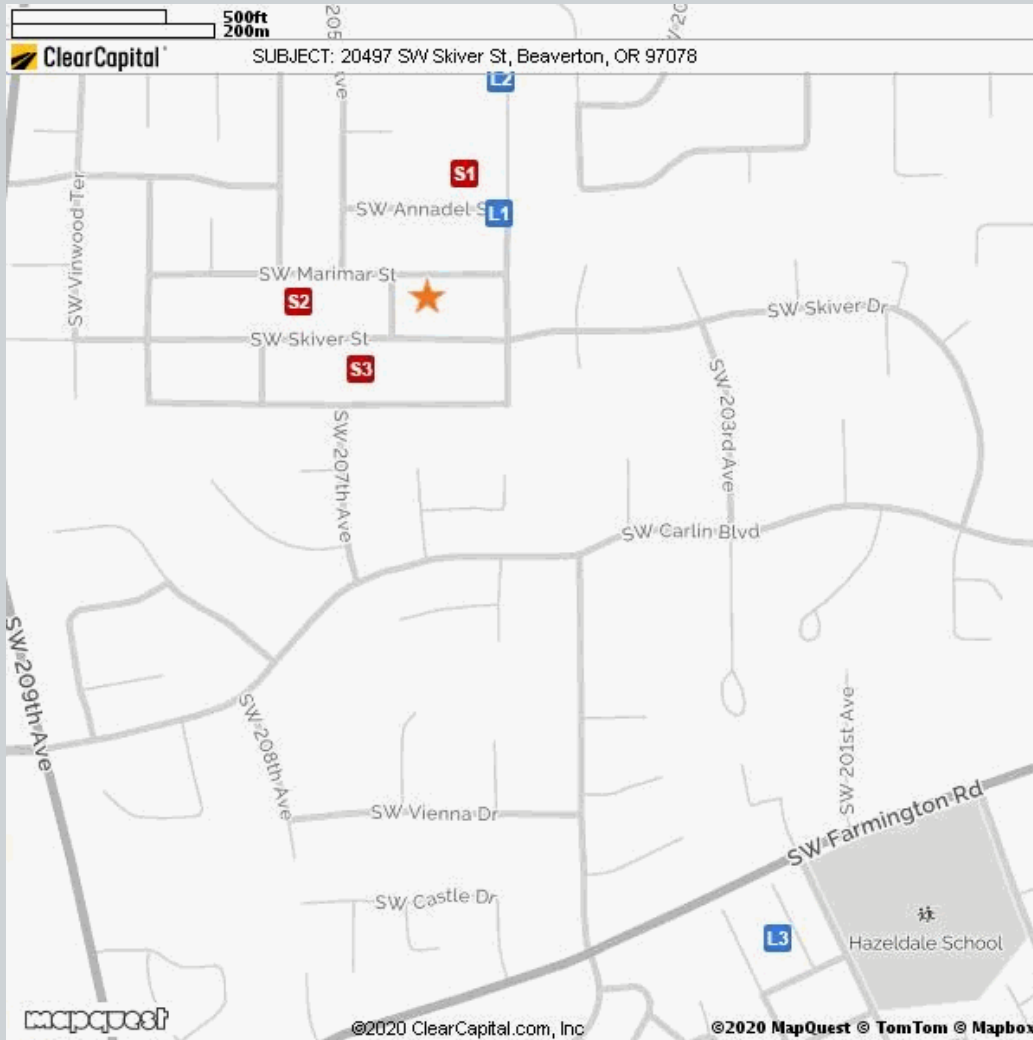 500ft
200m
ClearCapital
SUBJECT: 20497 SW Skiver St, Beaverton, OR 97078
L2
S1
SW Annadel
L1
SW Vinwood Ter
SW Marimar St
S2
SW Skiver Dr
SW Skiver St
S3
SW 203rd Ave
SW 207th Ave
SW Carlin Blvd
SW 209th Ave
SW 208th Ave
SW 201st Ave
SW Vienna Dr
SW Farmington Rd
SW Castle Dr
L3
Hazeldale School
mapquest
©2020 ClearCapital.com, Inc
©2020 MapQuest © TomTom © Mapbox